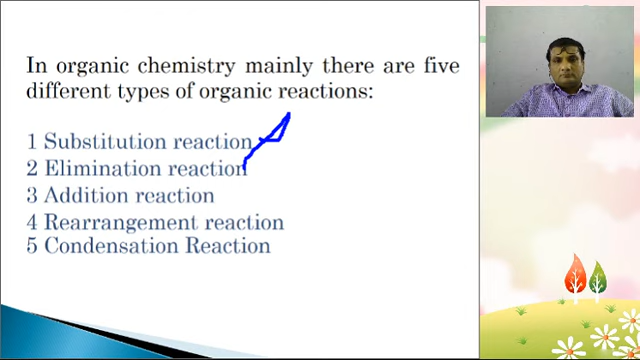 In organic chemistry mainly there are five
different types of organic reactions:
1 Substitution reaction
2 Elimination reaction
3 Addition reaction
4 Rearrangement reaction
5 Condensation Reaction